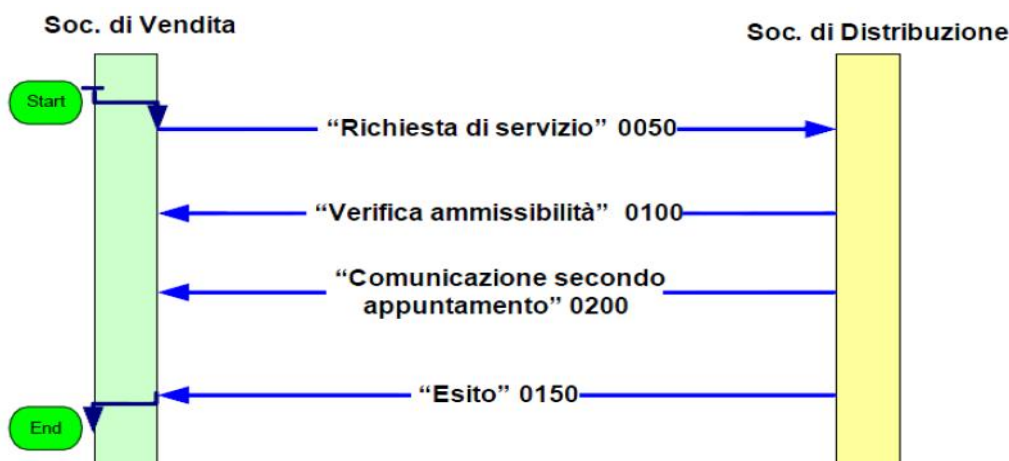 Soc. di Vendita
Soc. di Distribuzione
Start
“Richiesta di servizio” 0050
“Verifica ammissibilità” 0100
“Comunicazione secondo
appuntamento” 0200
“Esito” 0150
End